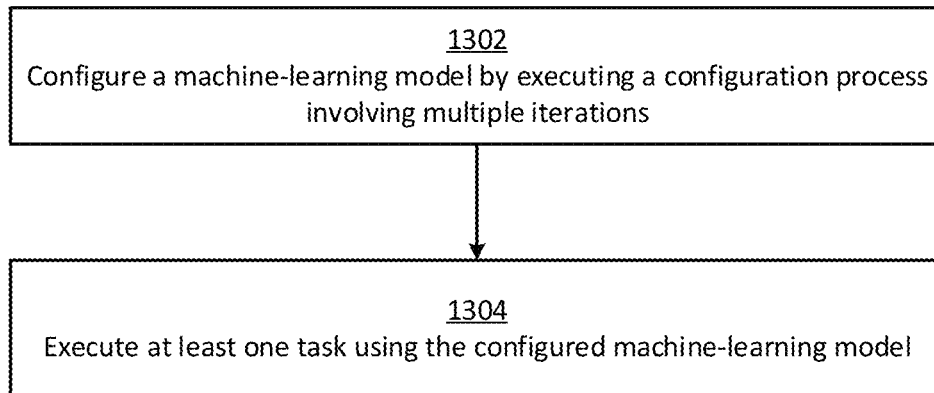 1302
Configure a machine-learning model by executing a configuration process
involving multiple iterations
1304
Execute at least one task using the configured machine-learning model